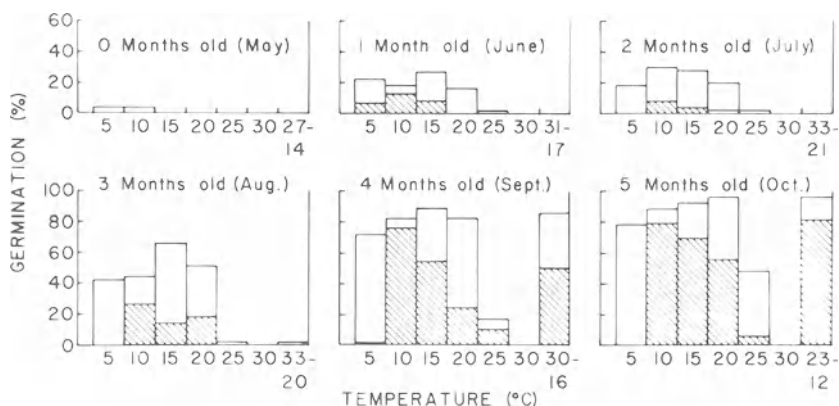 GERMINATION (%)
0 Months old (May)
60
40
20
0
5 10 15 20 25 30 27-
14
1 Month old (June)
5 10 15 20 25 30 31-
17
2 Months old (July)
5 10 15 20 25 30 33-
21
3 Months old (Aug.)
100
80
60
40
20
0
5 10 15 20 25 30 33-
20
4 Months old (Sept.)
5 10 15 20 25 30 30-
16
5 Months old (Oct.)
5 10 15 20 25 30 23-
12
TEMPERATURE (°C)